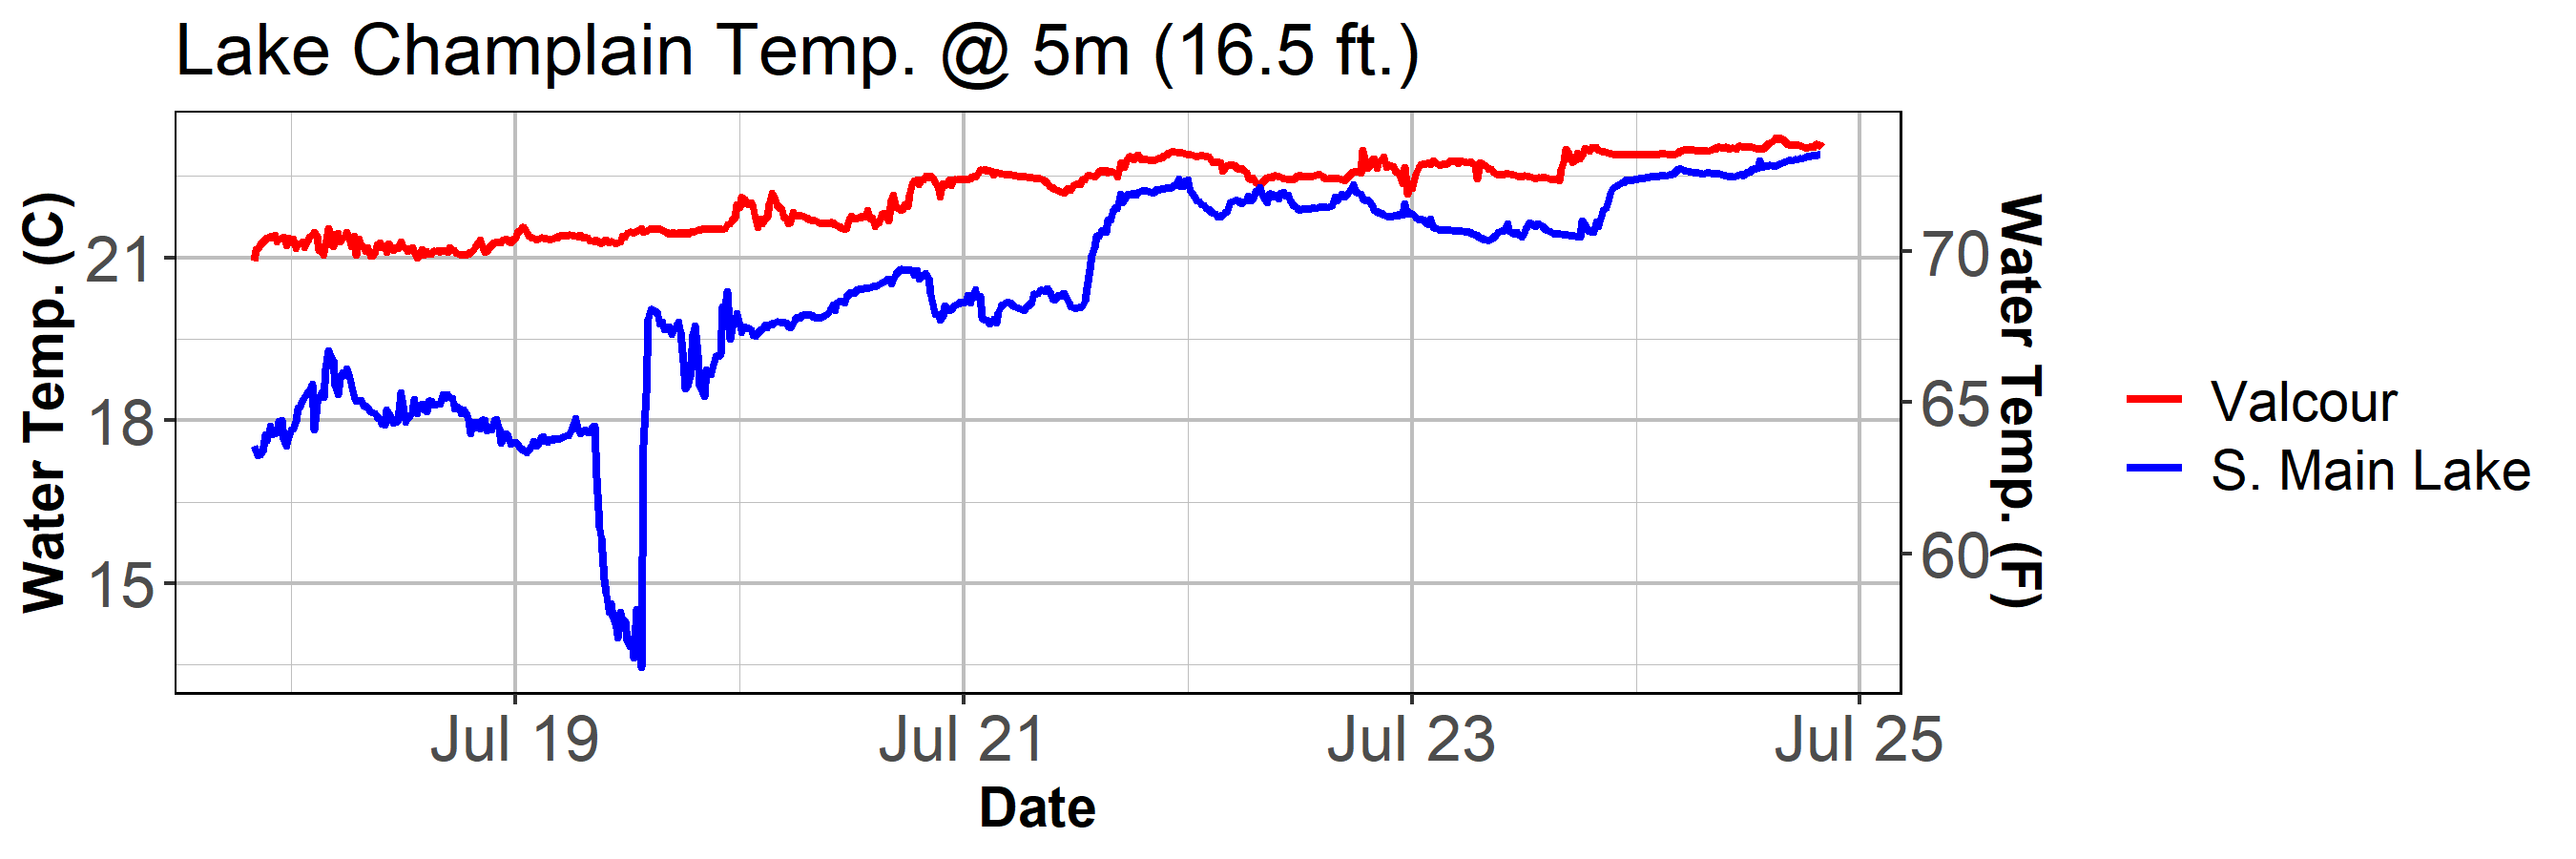 Lake Champlain Temp. @ 5m (16.5 ft.)
Water Temp. (C)
21
18
15
70
65
60
Water Temp. (F)
Valcour
S. Main Lake
Jul 19
Jul 21
Jul 23
Jul 25
Date